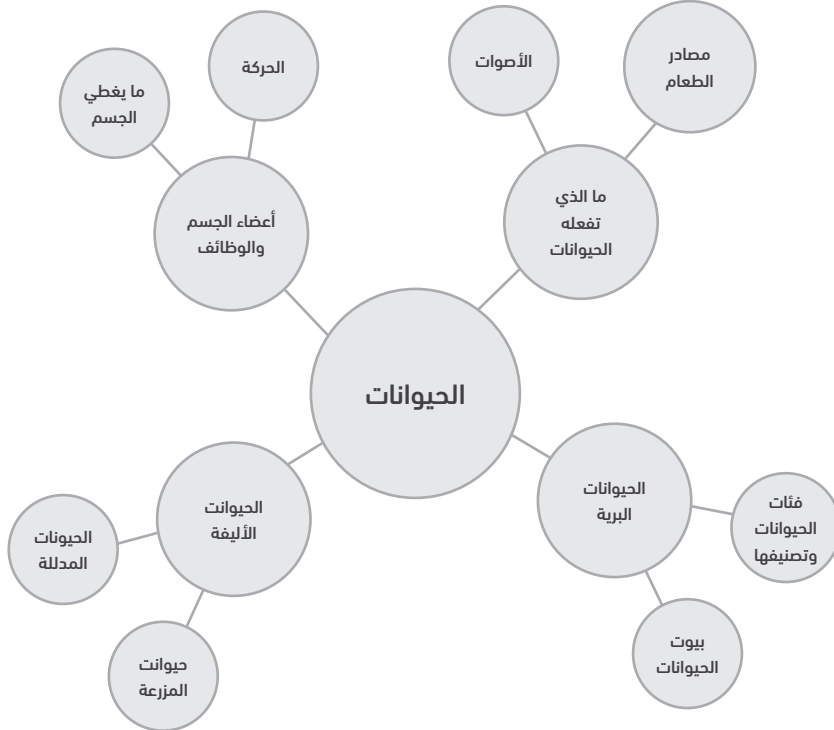 مصادر
الطعام
الأصوات
ما الذي
تفعله
الحيوانات
الحركة
ما يغطي
الجسم
أعضاء الجسم
والوظائف
الحيوانات
الحيوانات
البرية
فئات
الحيوانات
وتصنيفها
بيوت
الحيوانات
الحيوانت
الأليفة
الحيونات
المدللة
حيوانت
المزرعة